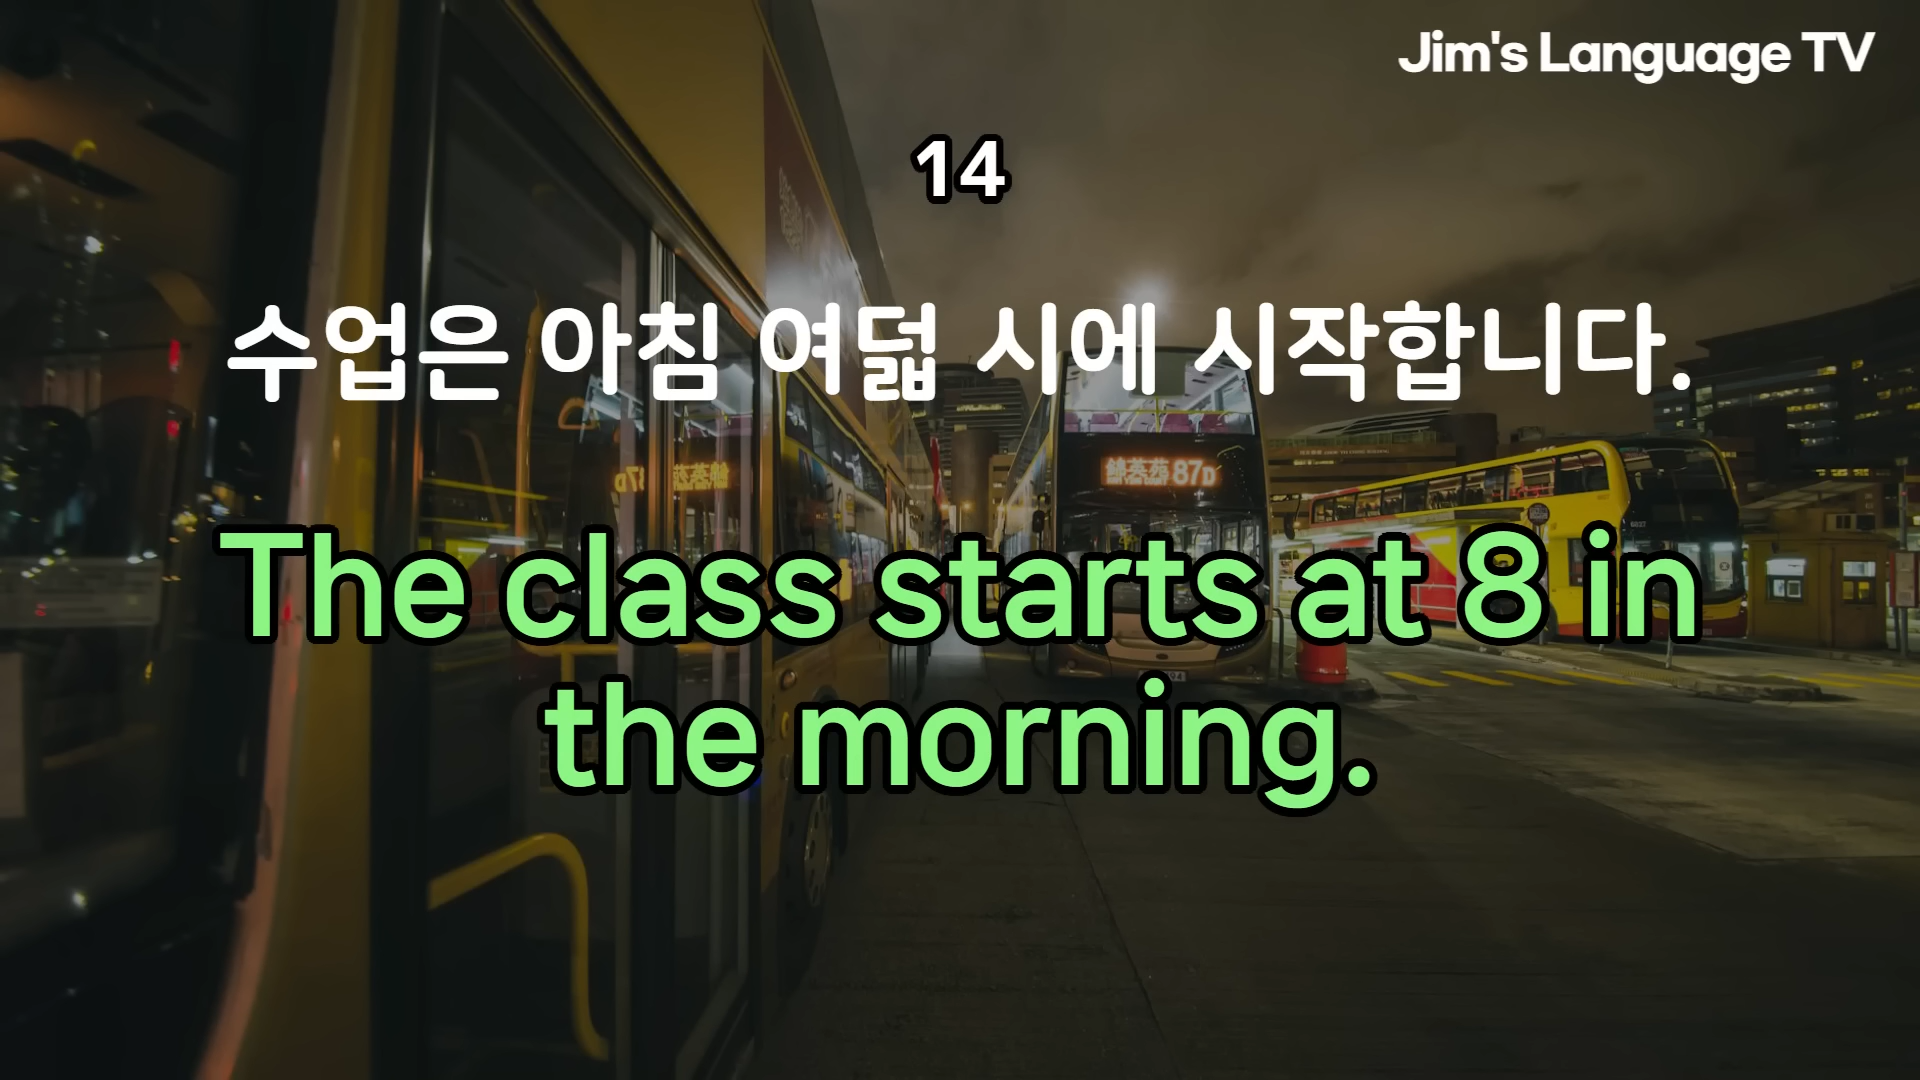 Jim's Language TV
14
수업은 아침 여덟 시에 시작합니다.
The class starts at 8 in
the morning.
87D